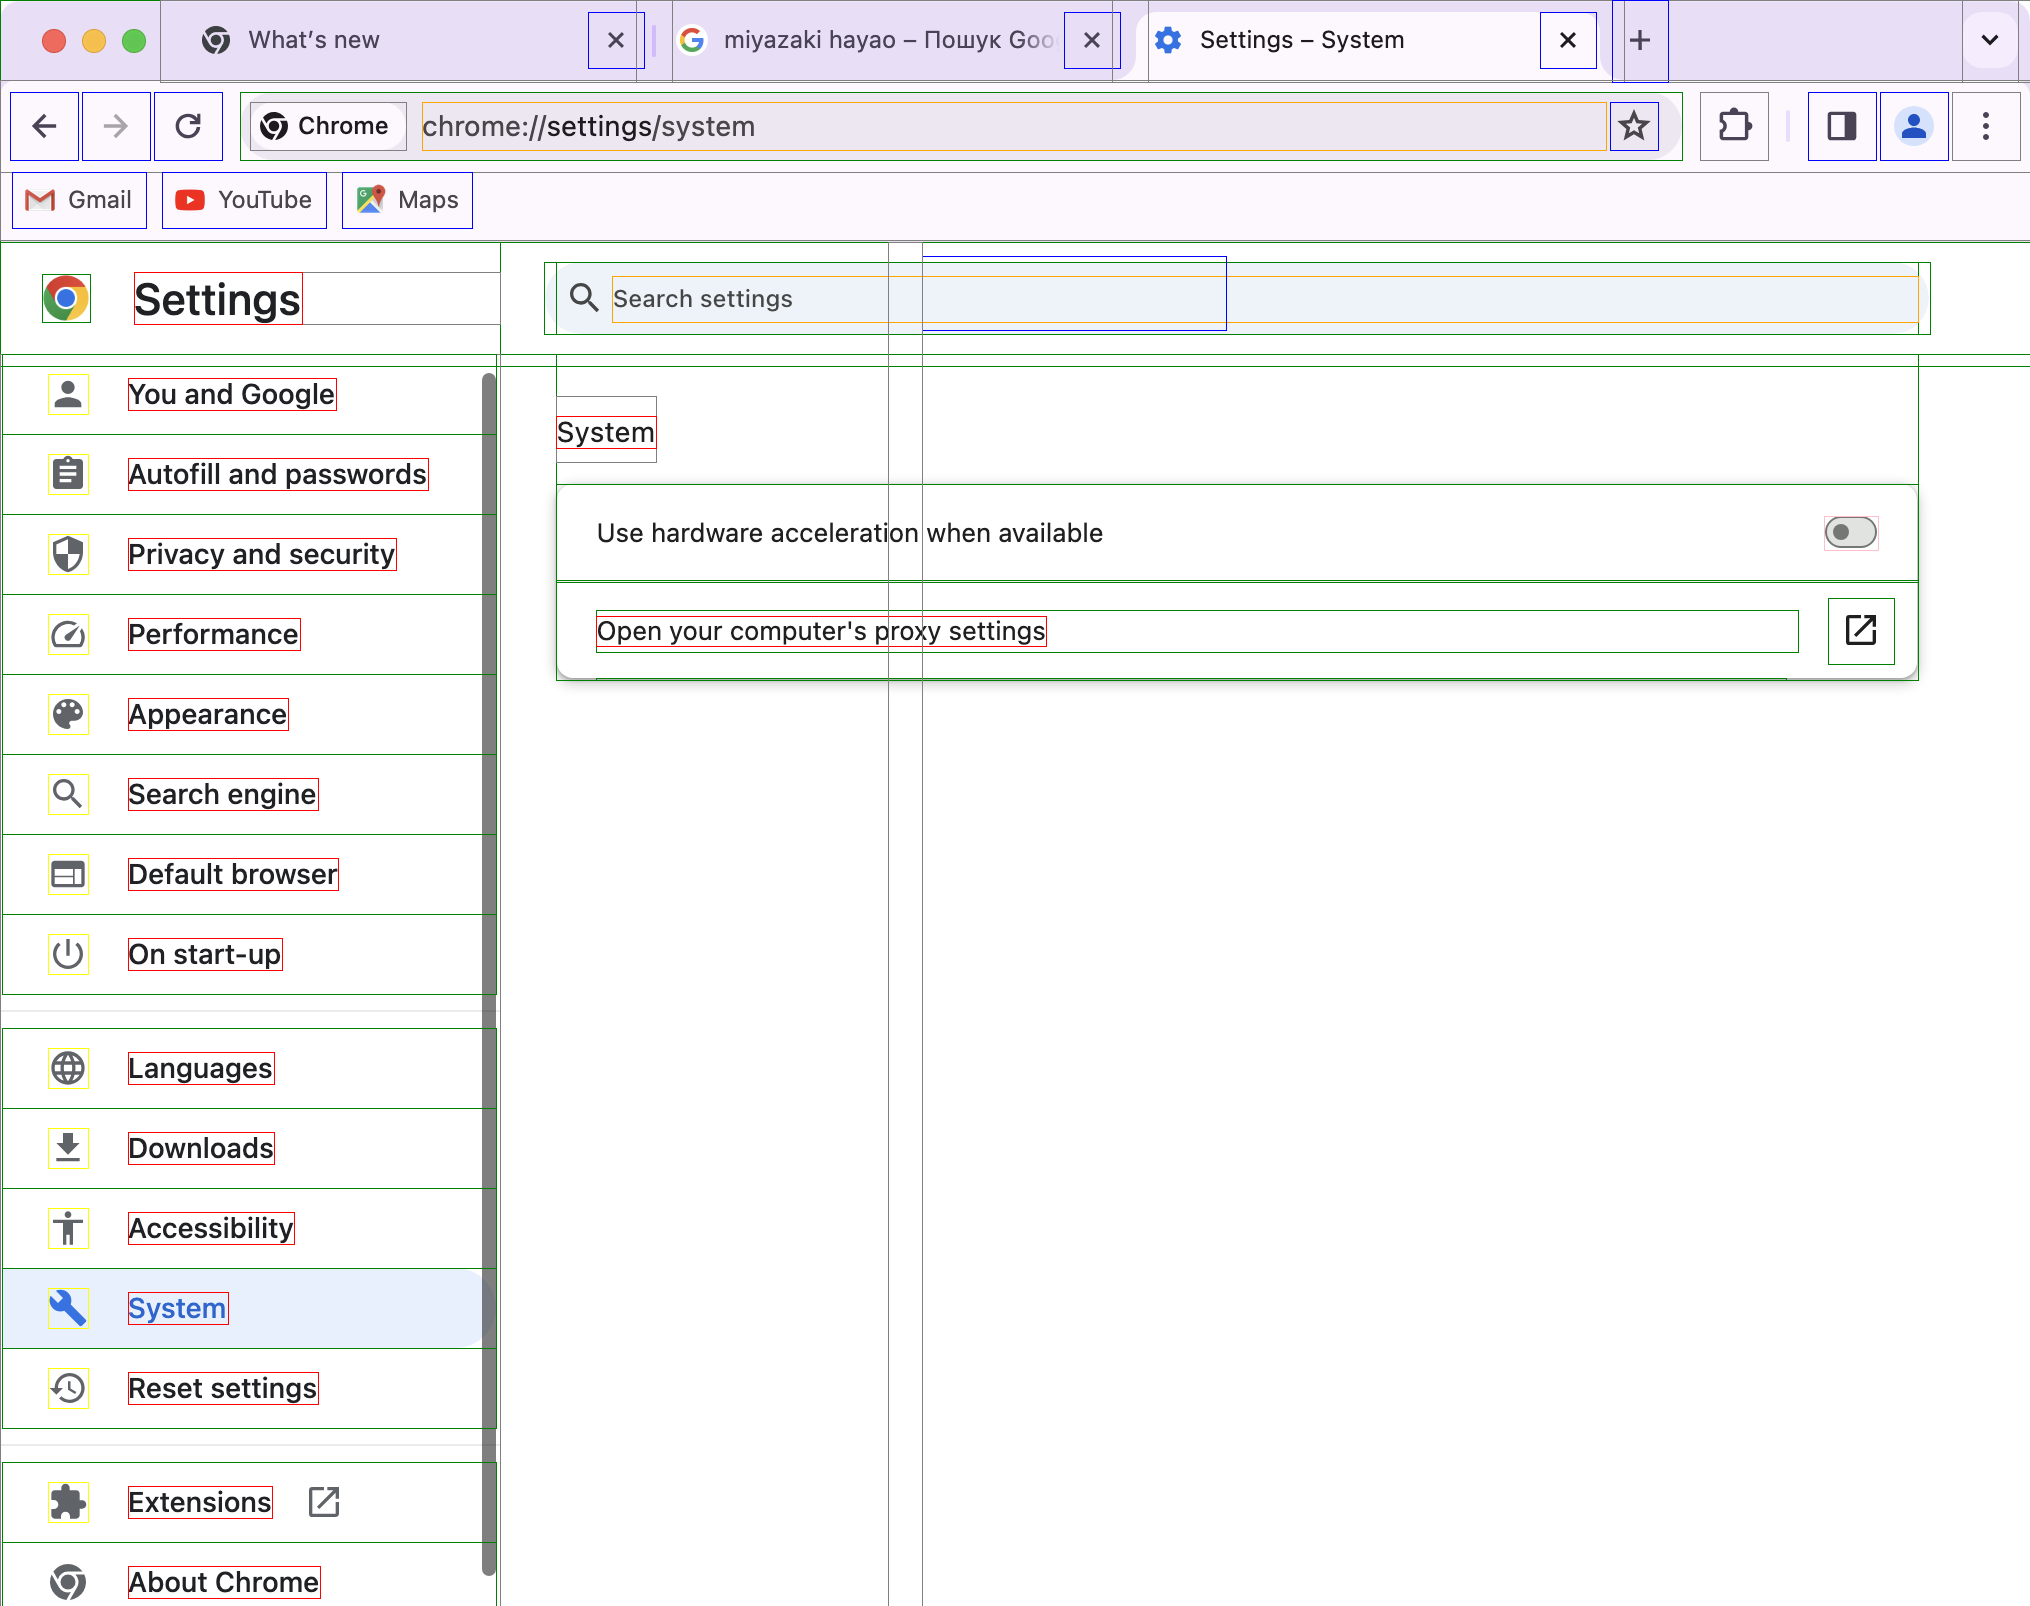 What's new
miyazaki hayao – Пошук Goo
Settings – System
Chrome
chrome://settings/system
Gmail
YouTube
Maps
Settings
Search settings
You and Google
Autofill and passwords
Privacy and security
Performance
Appearance
Search engine
Default browser
On start-up
Languages
Downloads
Accessibility
System
Reset settings
Extensions
About Chrome
System
Use hardware acceleration when available
Open your computer's proxy settings